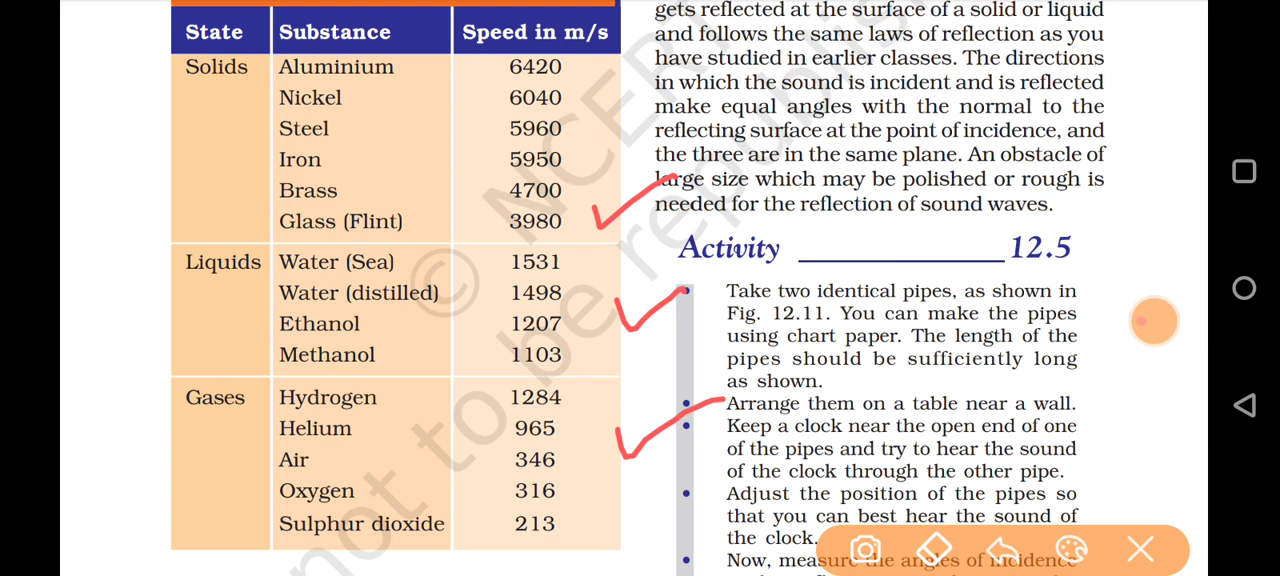 State Substance Speed in m/s
Solids Aluminium 6420
Nickel 6040
Steel 5960
Iron 5950
Brass 4700
Glass (Flint) 3980
Liquids Water (Sea) 1531
Water (distilled) 1498
Ethanol 1207
Methanol 1103
Gases Hydrogen 1284
Helium 965
Air 346
Oxygen 316
Sulphur dioxide 213
gets reflected at the surface of a solid or liquid
and follows the same laws of reflection as you
have studied in earlier classes. The directions
in which the sound is incident and is reflected
make equal angles with the normal to the
reflecting surface at the point of incidence, and
the three are in the same plane. An obstacle of
large size which may be polished or rough is
needed for the reflection of sound waves.
Activity 12.5
• Take two identical pipes, as shown in
Fig. 12.11. You can make the pipes
using chart paper. The length of the
pipes should be sufficiently long
as shown.
• Arrange them on a table near a wall.
• Keep a clock near the open end of one
of the pipes and try to hear the sound
of the clock through the other pipe.
• Adjust the position of the pipes so
that you can best hear the sound of
the clock.
• Now, measure the angles of incidence
© NCERT
not to be republish